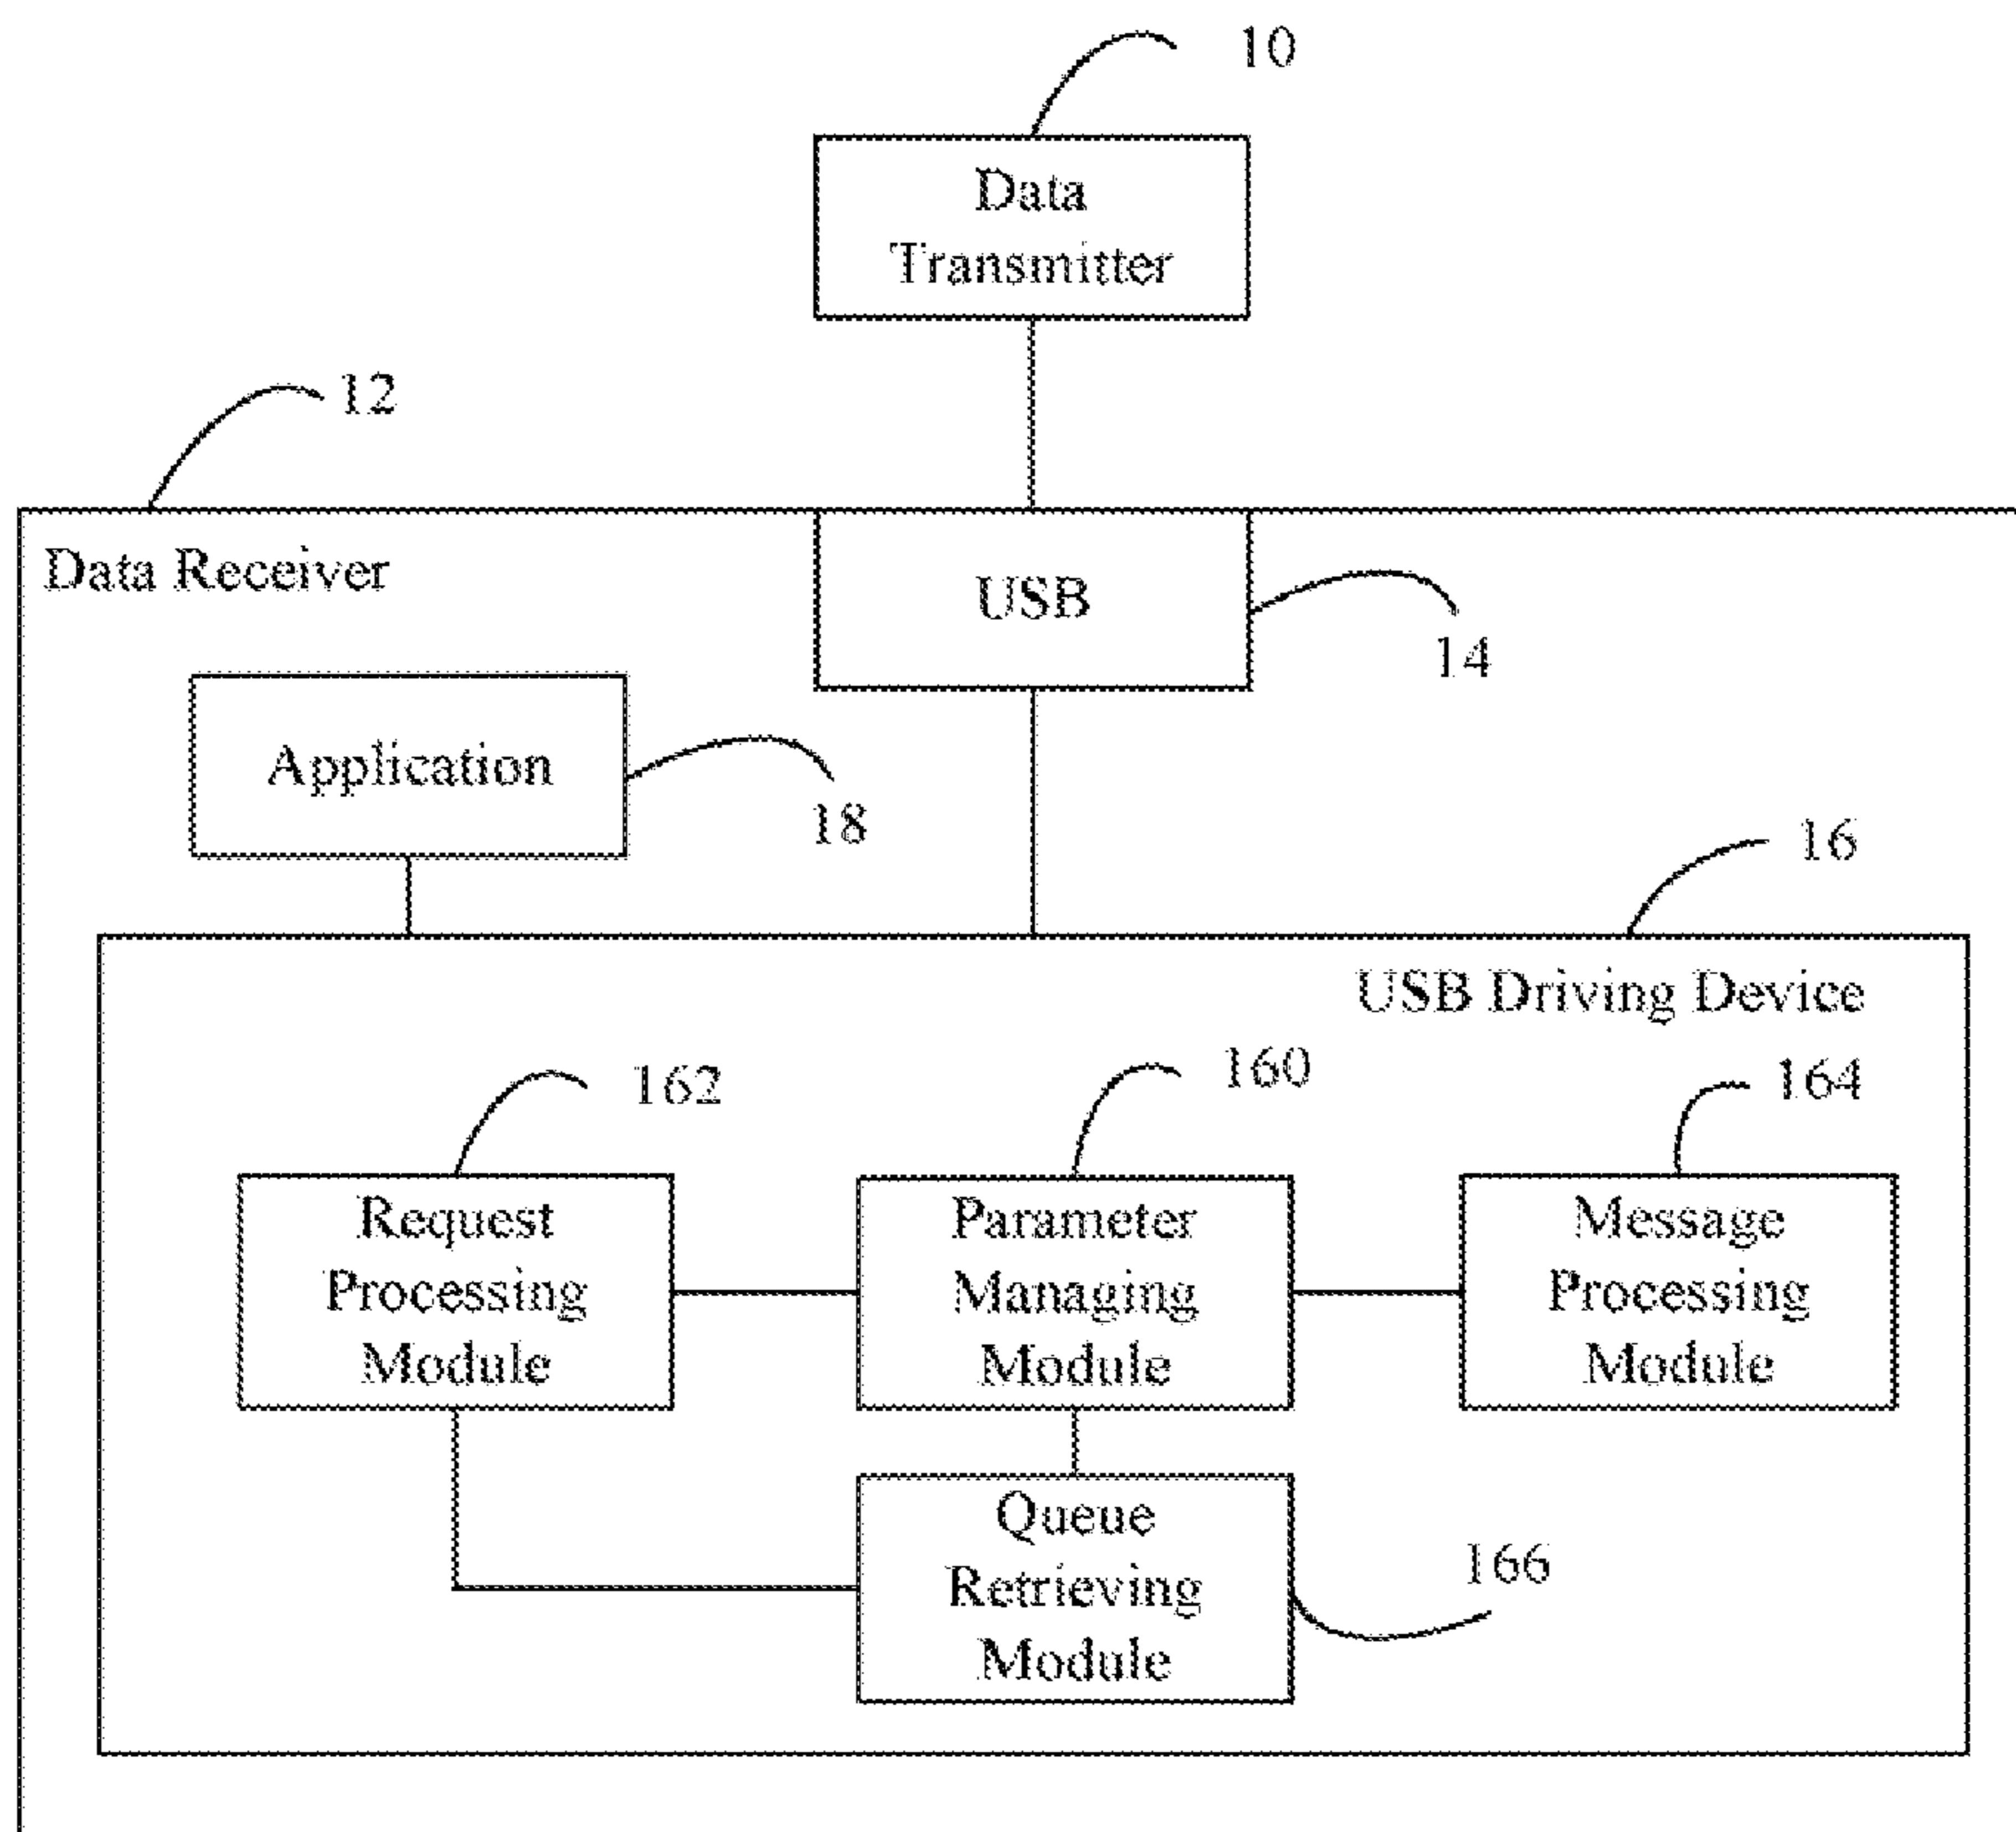 10
Data
Transmitter
12
Data Receiver
USB
14
Application
18
16
USB Driving Device
162
160
164
Request
Processing
Module
Parameter
Managing
Module
Message
Processing
Module
Queue
Retrieving
Module
166